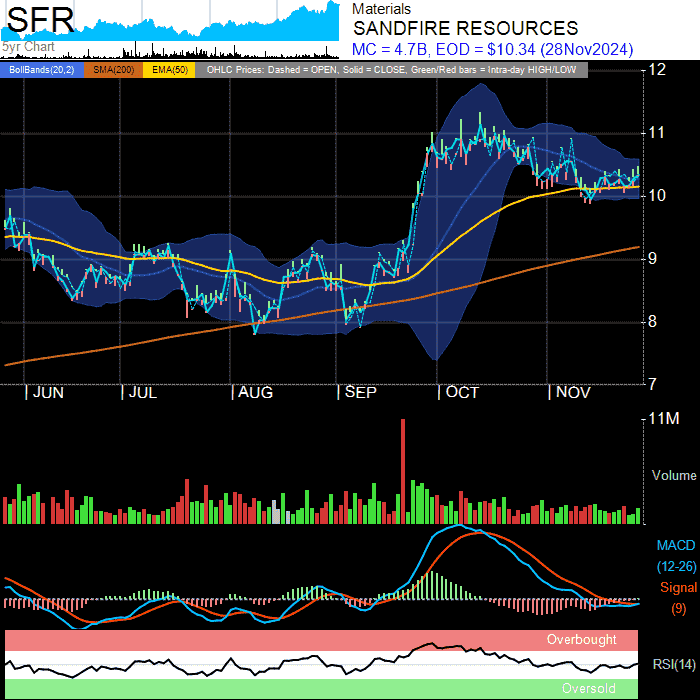 SFR
5yr Chart
Materials
SANDFIRE RESOURCES
MC = 4.7B, EOD = $10.34 (28Nov2024)
BollBands(20,2) SMA(200) EMA(50) OHLC Prices: Dashed = OPEN, Solid = CLOSE, Green/Red bars = Intra-day HIGH/LOW
12
11
10
9
8
7
JUN JUL AUG SEP OCT NOV
11M
Volume
MACD
(12-26)
Signal
(9)
Overbought
RSI(14)
Oversold